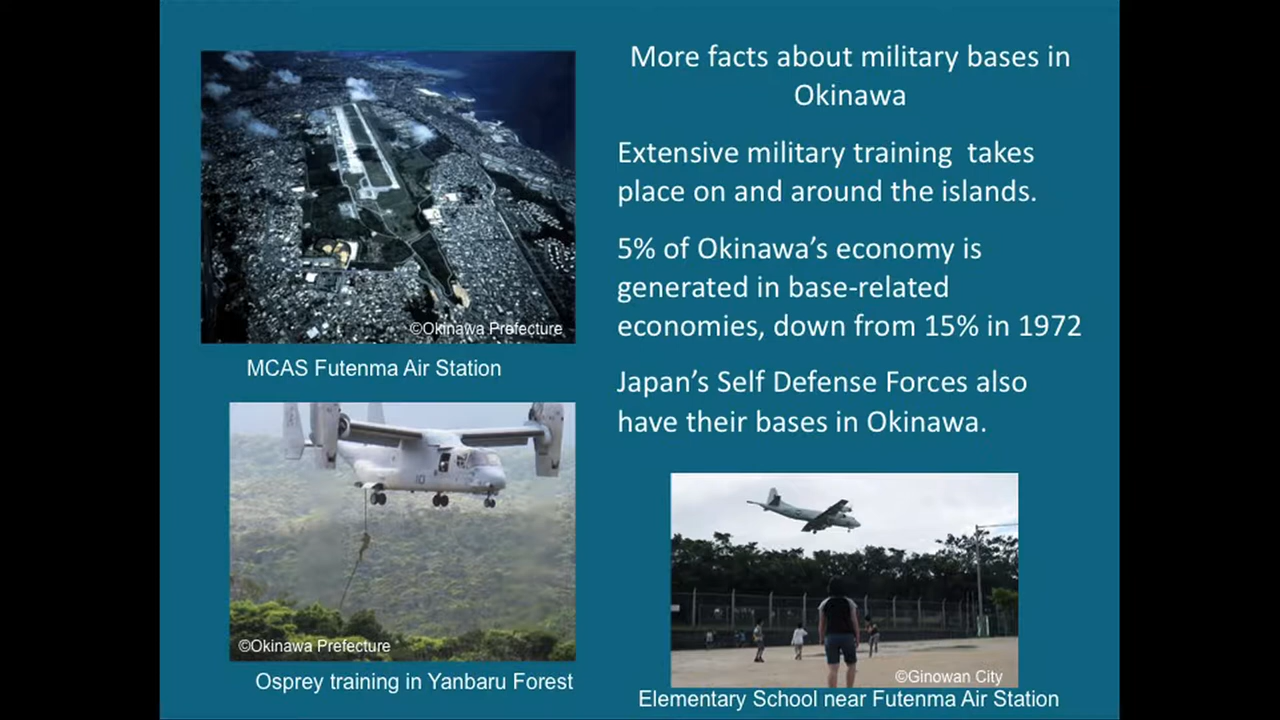 More facts about military bases in
Okinawa
Extensive military training takes
place on and around the islands.
5% of Okinawa’s economy is
generated in base-related
economies, down from 15% in 1972
Japan’s Self Defense Forces also
have their bases in Okinawa.
©Okinawa Prefecture
MCAS Futenma Air Station
©Okinawa Prefecture
Osprey training in Yanbaru Forest
©Ginowan City
Elementary School near Futenma Air Station